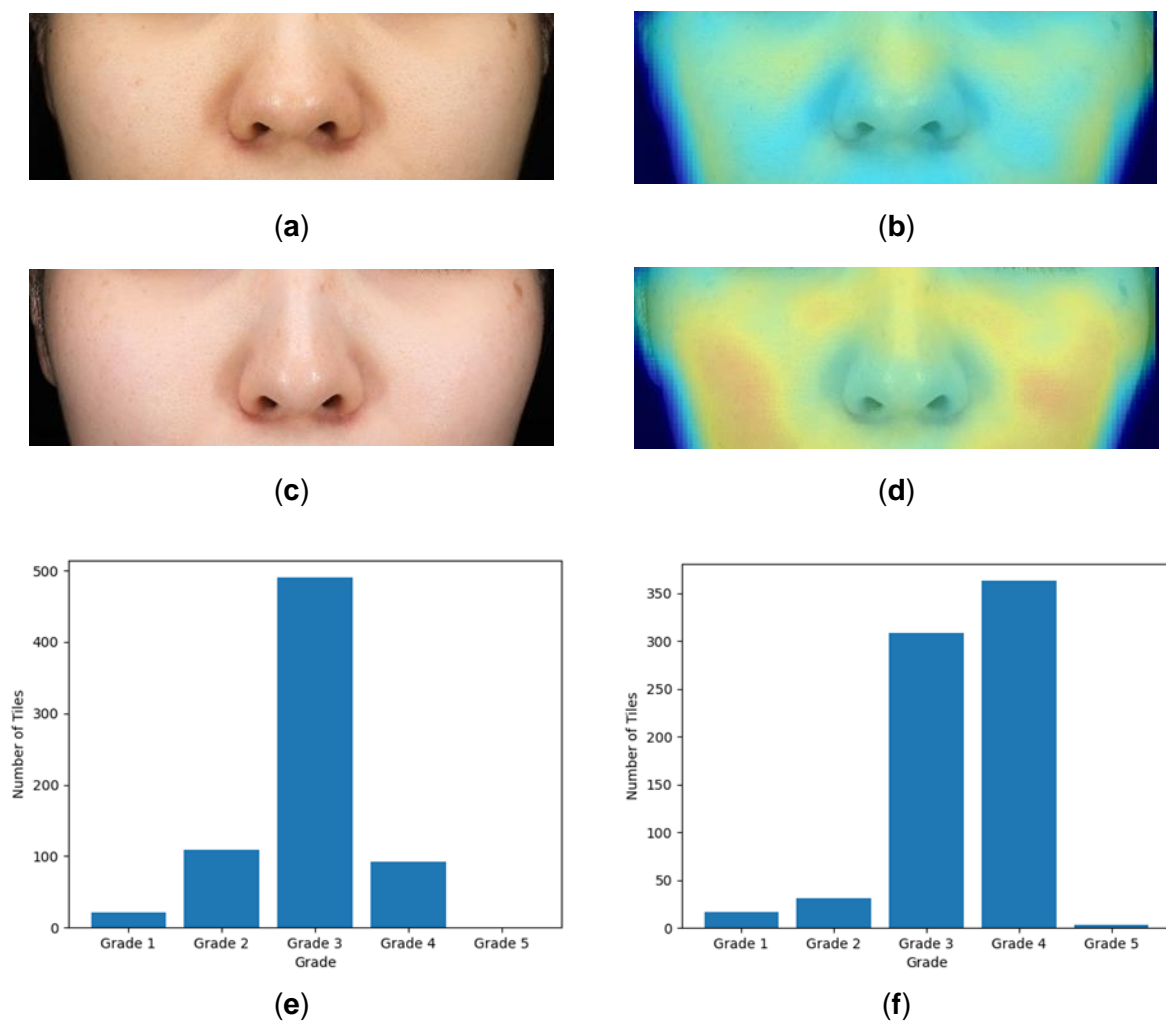 (a)
(b)
(c)
(d)
500
400
300
200
100
0
Number of Tiles
Grade 1 Grade 2 Grade 3 Grade 4 Grade 5
Grade
(e)
350
300
250
200
150
100
50
0
Number of Tiles
Grade 1 Grade 2 Grade 3 Grade 4 Grade 5
Grade
(f)